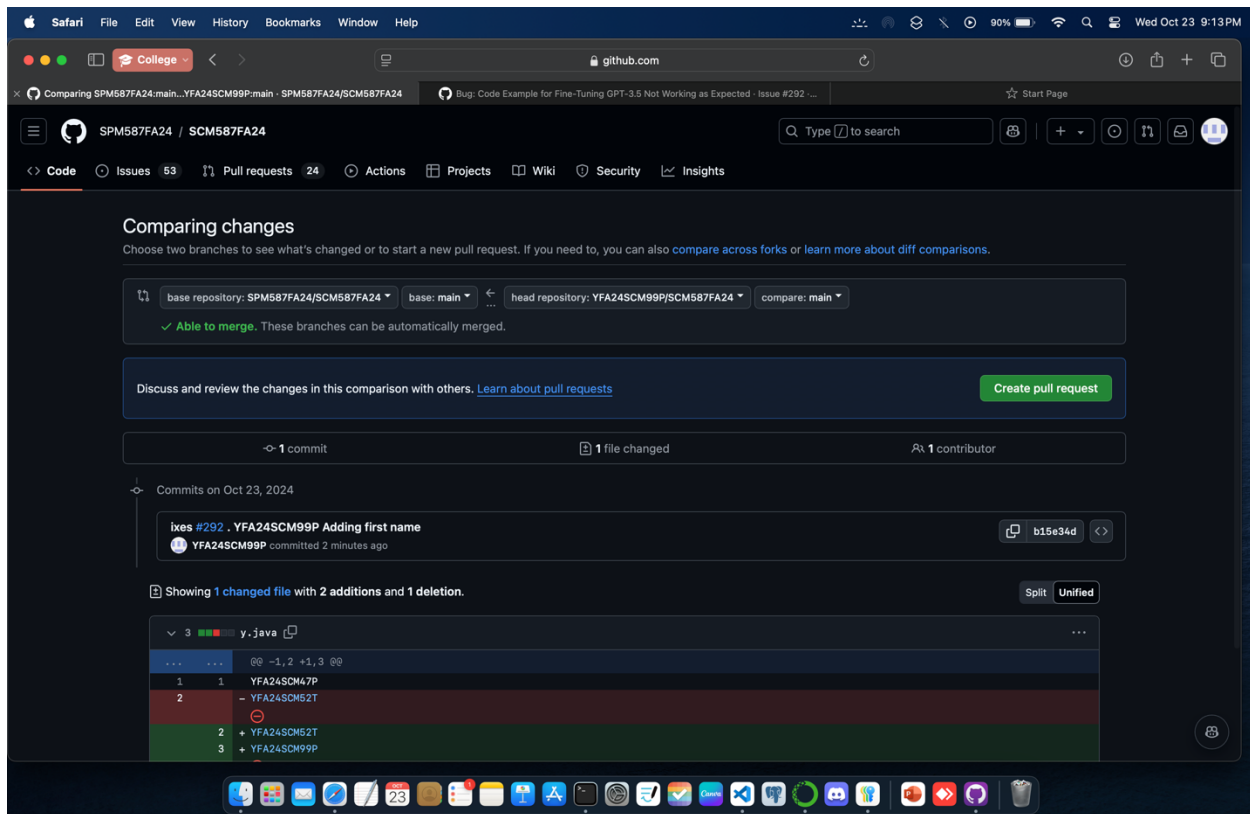 Safari File Edit View History Bookmarks Window Help 90% Wed Oct 23 9:13 PM
College github.com
Comparing SPM587FA24:main...YFA24SCM99P:main · SPM587FA24/SCM587FA24 Bug: Code Example for Fine-Tuning GPT-3.5 Not Working as Expected · Issue #292 ·... Start Page
SPM587FA24 / SCM587FA24 Type / to search
Code Issues 53 Pull requests 24 Actions Projects Wiki Security Insights
Comparing changes
Choose two branches to see what's changed or to start a new pull request. If you need to, you can also compare across forks or learn more about diff comparisons.
base repository: SPM587FA24/SCM587FA24 base: main ← ... head repository: YFA24SCM99P/SCM587FA24 compare: main
✓ Able to merge. These branches can be automatically merged.
Discuss and review the changes in this comparison with others. Learn about pull requests Create pull request
1 commit 1 file changed 1 contributor
Commits on Oct 23, 2024
ixes #292 . YFA24SCM99P Adding first name
YFA24SCM99P committed 2 minutes ago b15e34d <>
Showing 1 changed file with 2 additions and 1 deletion. Split Unified
3 y.java ...
... ... @@ -1,2 +1,3 @@
1 1 YFA24SCM47P
2 - YFA24SCM52T
2 + YFA24SCM52T
3 + YFA24SCM99P
OCT 23 1 Canva